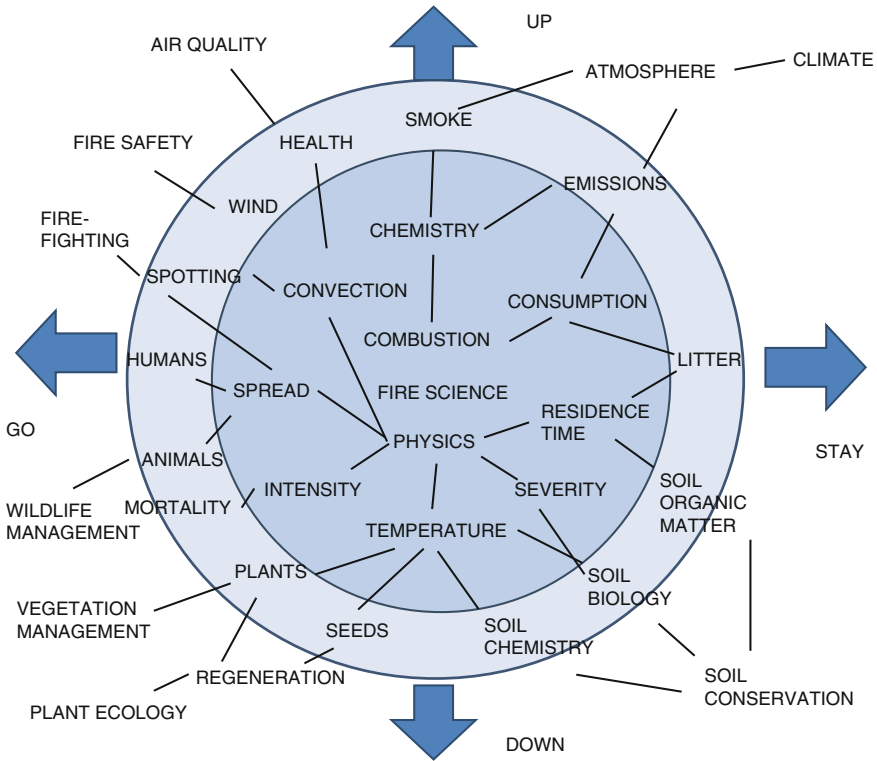 UP
AIR QUALITY
CLIMATE
ATMOSPHERE
SMOKE
FIRE SAFETY
HEALTH
EMISSIONS
WIND
FIRE-
FIGHTING
CHEMISTRY
SPOTTING
CONVECTION
CONSUMPTION
COMBUSTION
HUMANS
LITTER
SPREAD
FIRE SCIENCE
RESIDENCE
TIME
GO
PHYSICS
STAY
ANIMALS
INTENSITY
SEVERITY
SOIL
ORGANIC
MATTER
WILDLIFE
MANAGEMENT
MORTALITY
TEMPERATURE
PLANTS
SOIL
BIOLOGY
VEGETATION
MANAGEMENT
SEEDS
SOIL
CHEMISTRY
REGENERATION
SOIL
CONSERVATION
PLANT ECOLOGY
DOWN